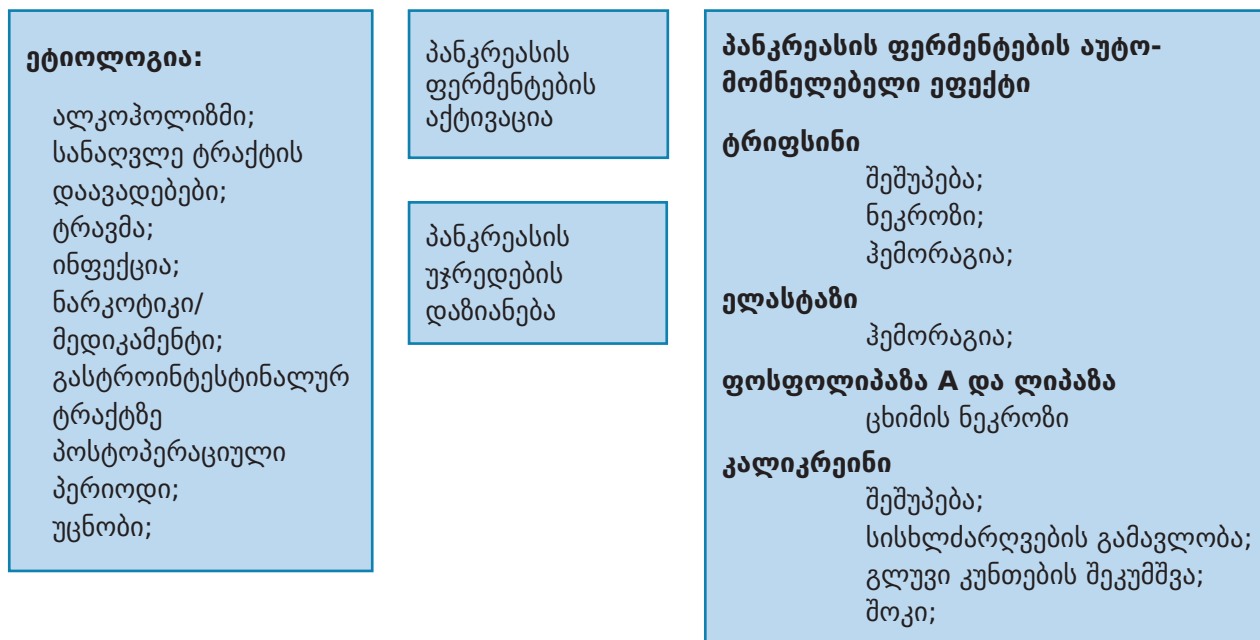 ეტიოლოგია:
ალკოჰოლიზმი;
სანაღვლე ტრაქტის
დაავადებები;
ტრავმა;
ინფექცია;
ნარკოტიკი/
მედიკამენტი;
გასტროინტესტინალურ
ტრაქტზე
პოსტოპერაციული
პერიოდი;
უცნობი;
პანკრეასის
ფერმენტების
აქტივაცია
პანკრეასის
უჯრედების
დაზიანება
პანკრეასის ფერმენტების აუტო-
მომნელებელი ეფექტი
ტრიფსინი
შეშუპება;
ნეკროზი;
ჰემორაგია;
ელასტაზი
ჰემორაგია;
ფოსფოლიპაზა A და ლიპაზა
ცხიმის ნეკროზი
კალიკრეინი
შეშუპება;
სისხლძარღვების გამავლობა;
გლუვი კუნთების შეკუმშვა;
შოკი;